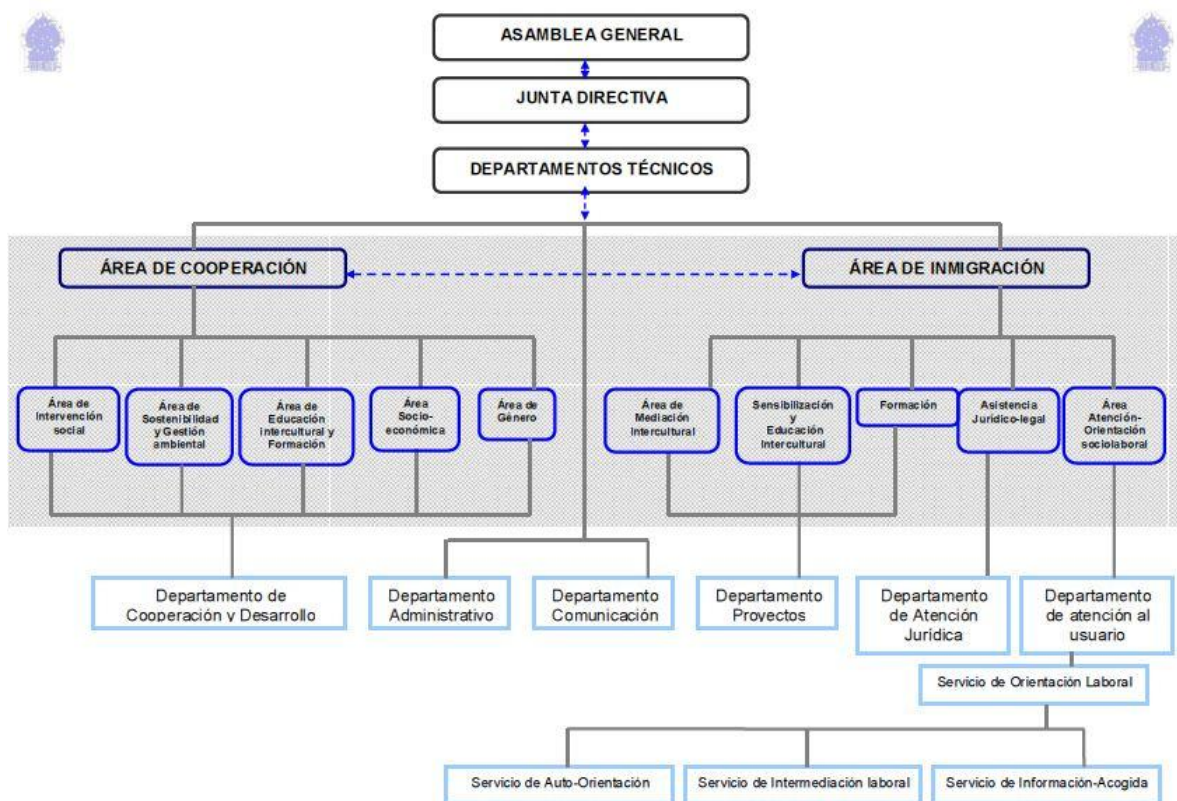 ASAMBLEA GENERAL
JUNTA DIRECTIVA
DEPARTAMENTOS TÉCNICOS
ÁREA DE COOPERACIÓN
ÁREA DE INMIGRACIÓN
Área de
Intervención
social
Área de
Sostenibilidad
y Gestión
ambiental
Área de
Educación
intercultural y
Formación
Área
Socio-
económica
Área de
Género
Área de
Mediación
Intercultural
Sensibilización
y
Educación
Intercultural
Formación
Asistencia
Jurídico-legal
Área
Atención-
Orientación
sociolaboral
Departamento de
Cooperación y Desarrollo
Departamento
Administrativo
Departamento
Comunicación
Departamento
Proyectos
Departamento
de Atención
Jurídica
Departamento
de atención al
usuario
Servicio de Orientación Laboral
Servicio de Auto-Orientación
Servicio de Intermediación laboral
Servicio de Información-Acogida